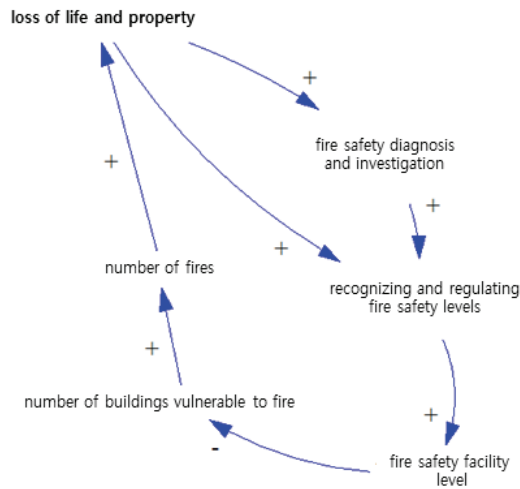 loss of life and property
+
fire safety diagnosis
and investigation
+
+
+
number of fires
recognizing and regulating
fire safety levels
+
number of buildings vulnerable to fire
+
-
fire safety facility
level